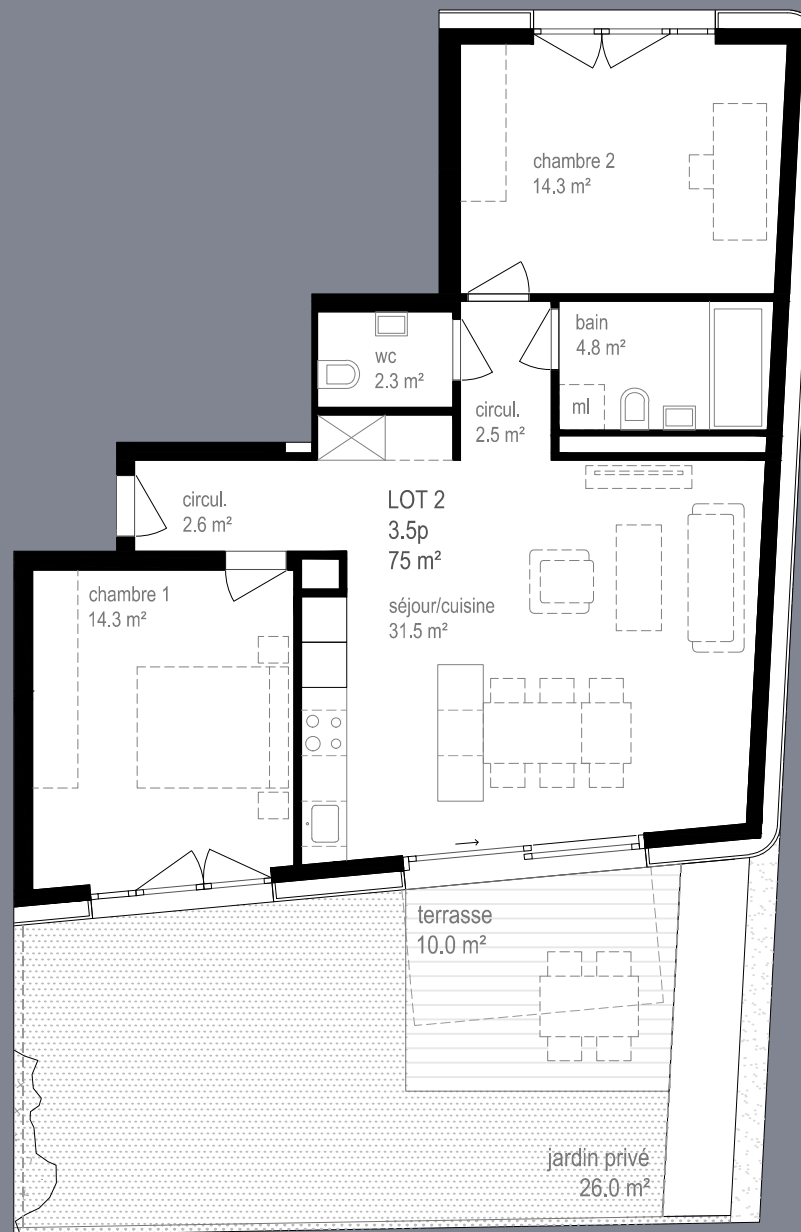 chambre 2
14.3 m²
bain
4.8 m²
wc
2.3 m²
ml
circul.
2.5 m²
circul.
2.6 m²
LOT 2
3.5p
75 m²
chambre 1
14.3 m²
séjour/cuisine
31.5 m²
terrasse
10.0 m²
jardin privé
26.0 m²